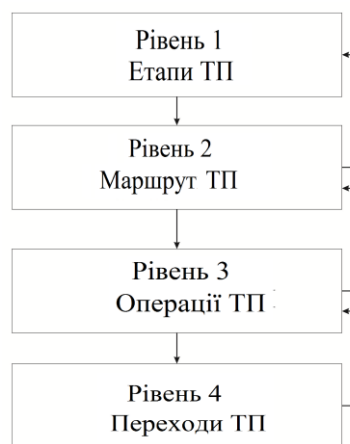 Рівень 1
Етапи ТП
Рівень 2
Маршрут ТП
Рівень 3
Операції ТП
Рівень 4
Переходи ТП